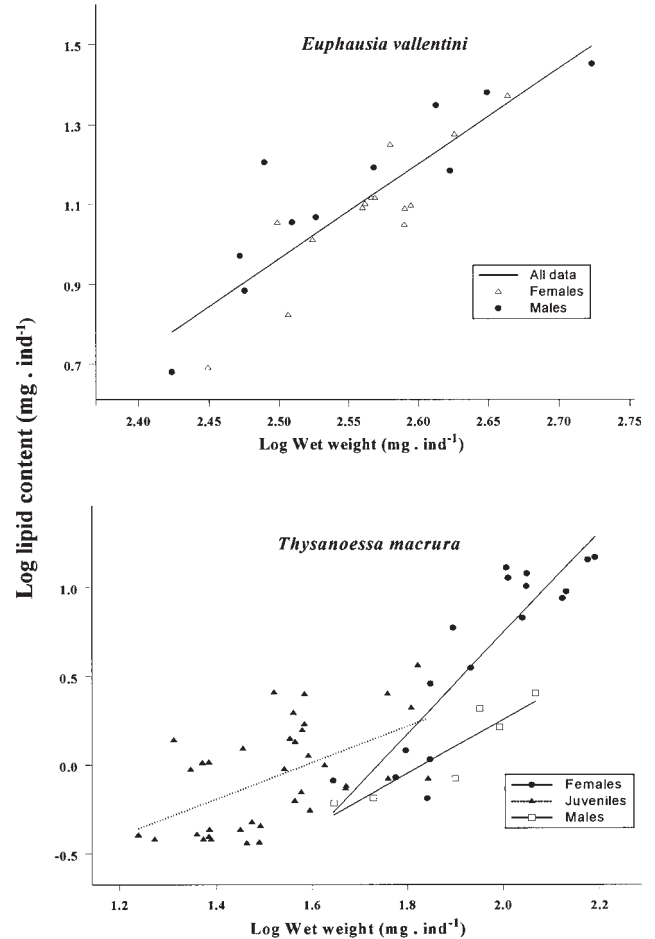 Euphausia vallentini
1.5
1.3
1.1
0.9
0.7
All data
Females
Males
2.40 2.45 2.50 2.55 2.60 2.65 2.70 2.75
Log Wet weight (mg . ind-1)
Log lipid content (mg . ind-1)
Thysanoessa macrura
1.0
0.5
0.0
-0.5
Females
Juveniles
Males
1.2 1.4 1.6 1.8 2.0 2.2
Log Wet weight (mg . ind-1)